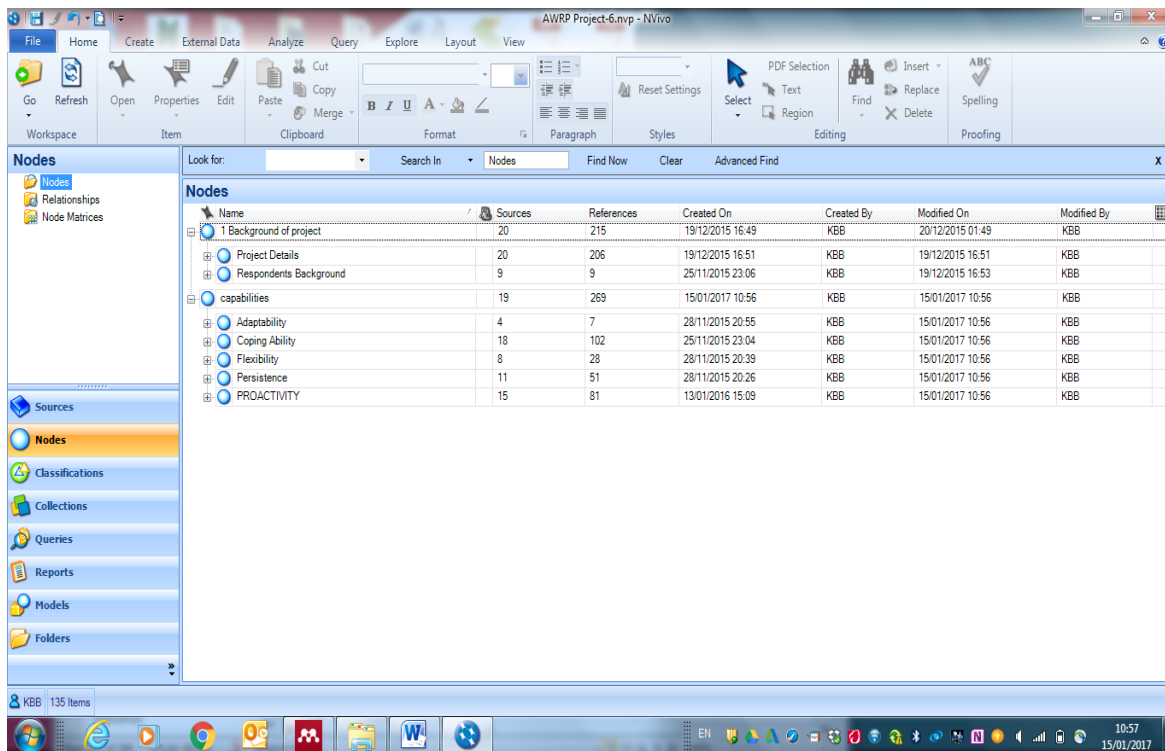 AWRP Project-6.nvp - NVivo
File Home Create External Data Analyze Query Explore Layout View
Go Refresh Open Properties Edit Paste Cut Copy Merge B I U A Reset Settings Select PDF Selection Text Region Find Insert Replace Delete ABC Spelling
Workspace Item Clipboard Format Paragraph Styles Editing Proofing
Nodes
Nodes
Relationships
Node Matrices
Sources
Nodes
Classifications
Collections
Queries
Reports
Models
Folders
Look for: Search In Nodes Find Now Clear Advanced Find X
Nodes
Name Sources References Created On Created By Modified On Modified By
1 Background of project 20 215 19/12/2015 16:49 KBB 20/12/2015 01:49 KBB
Project Details 20 206 19/12/2015 16:51 KBB 19/12/2015 16:51 KBB
Respondents Background 9 9 25/11/2015 23:06 KBB 19/12/2015 16:53 KBB
capabilities 19 269 15/01/2017 10:56 KBB 15/01/2017 10:56 KBB
Adaptability 4 7 28/11/2015 20:55 KBB 15/01/2017 10:56 KBB
Coping Ability 18 102 25/11/2015 23:04 KBB 15/01/2017 10:56 KBB
Flexibility 8 28 28/11/2015 20:39 KBB 15/01/2017 10:56 KBB
Persistence 11 51 28/11/2015 20:26 KBB 15/01/2017 10:56 KBB
PROACTIVITY 15 81 13/01/2016 15:09 KBB 15/01/2017 10:56 KBB
KBB 135 Items
EN 10:57
15/01/2017